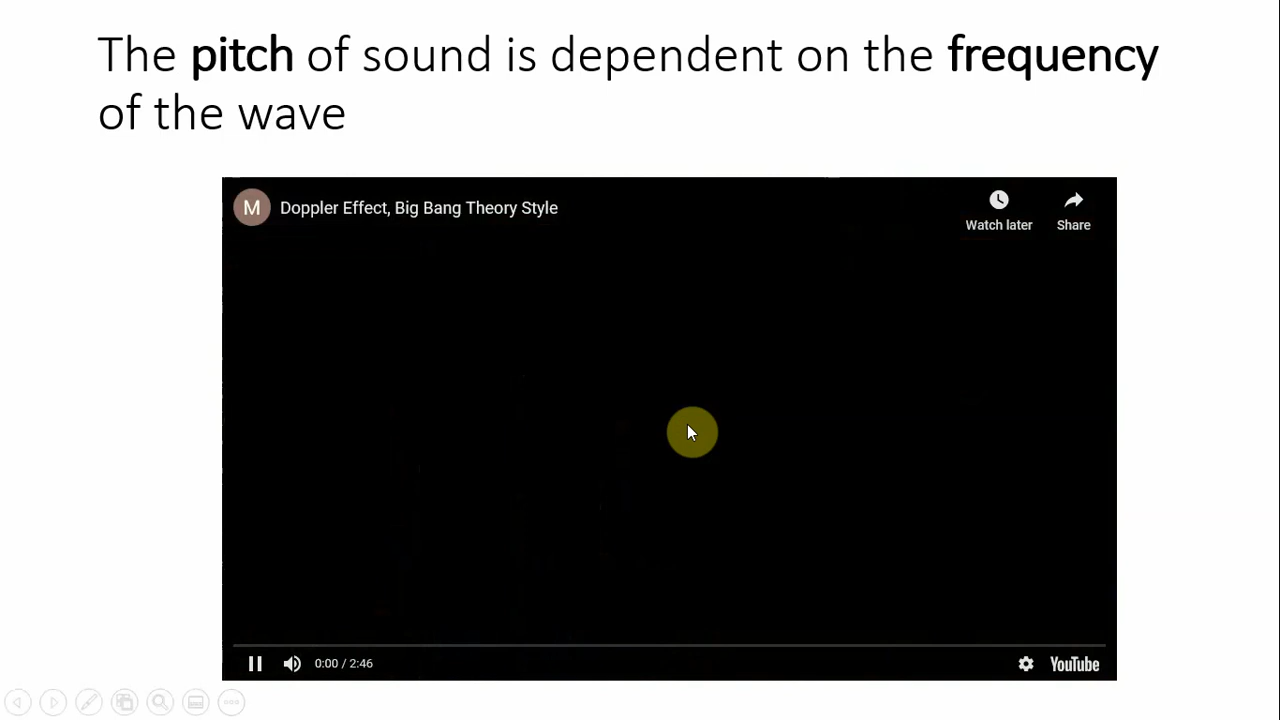 The pitch of sound is dependent on the frequency
of the wave
M
Doppler Effect, Big Bang Theory Style
Watch later
Share
0:00 / 2:46
YouTube